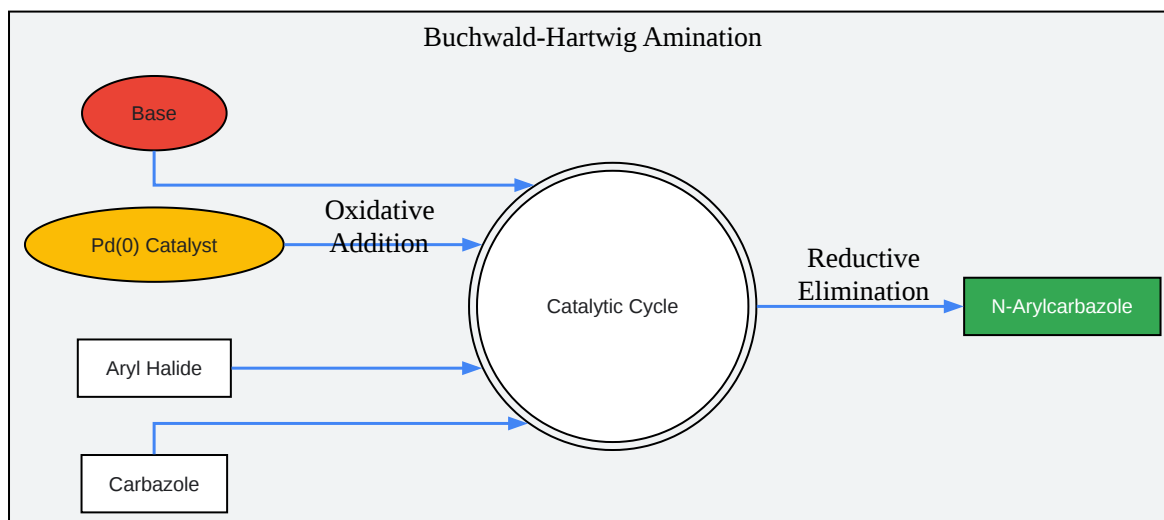 Buchwald-Hartwig Amination
Base
Pd(0) Catalyst
Oxidative
Addition
Aryl Halide
Carbazole
Catalytic Cycle
Reductive
Elimination
N-Arylcarbazole